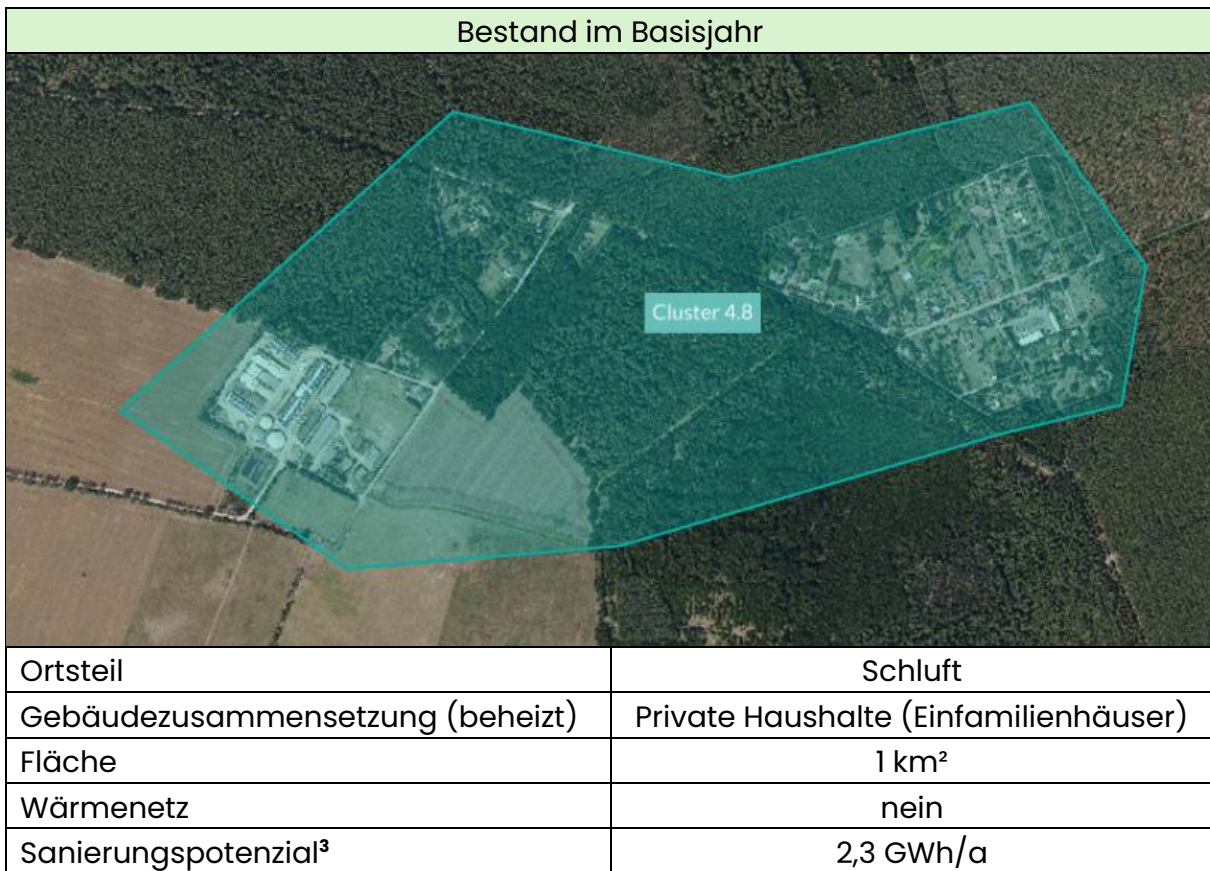 Bestand im Basisjahr
Cluster 4.8
Ortsteil Schluft
Gebäudezusammensetzung (beheizt) Private Haushalte (Einfamilienhäuser)
Fläche 1 km²
Wärmenetz nein
Sanierungspotenzial³ 2,3 GWh/a